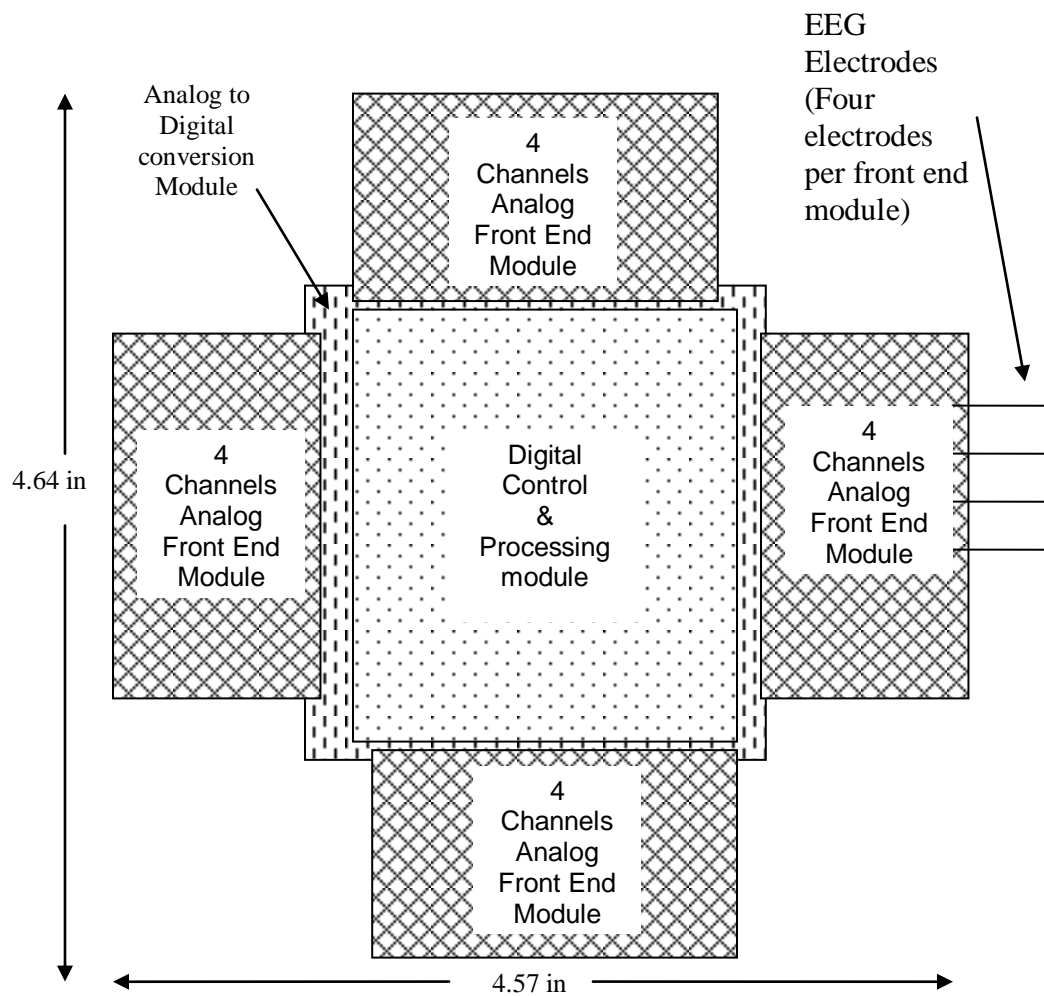 EEG
Electrodes
(Four
electrodes
per front end
module)
Analog to
Digital
conversion
Module
4
Channels
Analog
Front End
Module
4
Channels
Analog
Front End
Module
Digital
Control
&
Processing
module
4
Channels
Analog
Front End
Module
4.64 in
4
Channels
Analog
Front End
Module
4.57 in